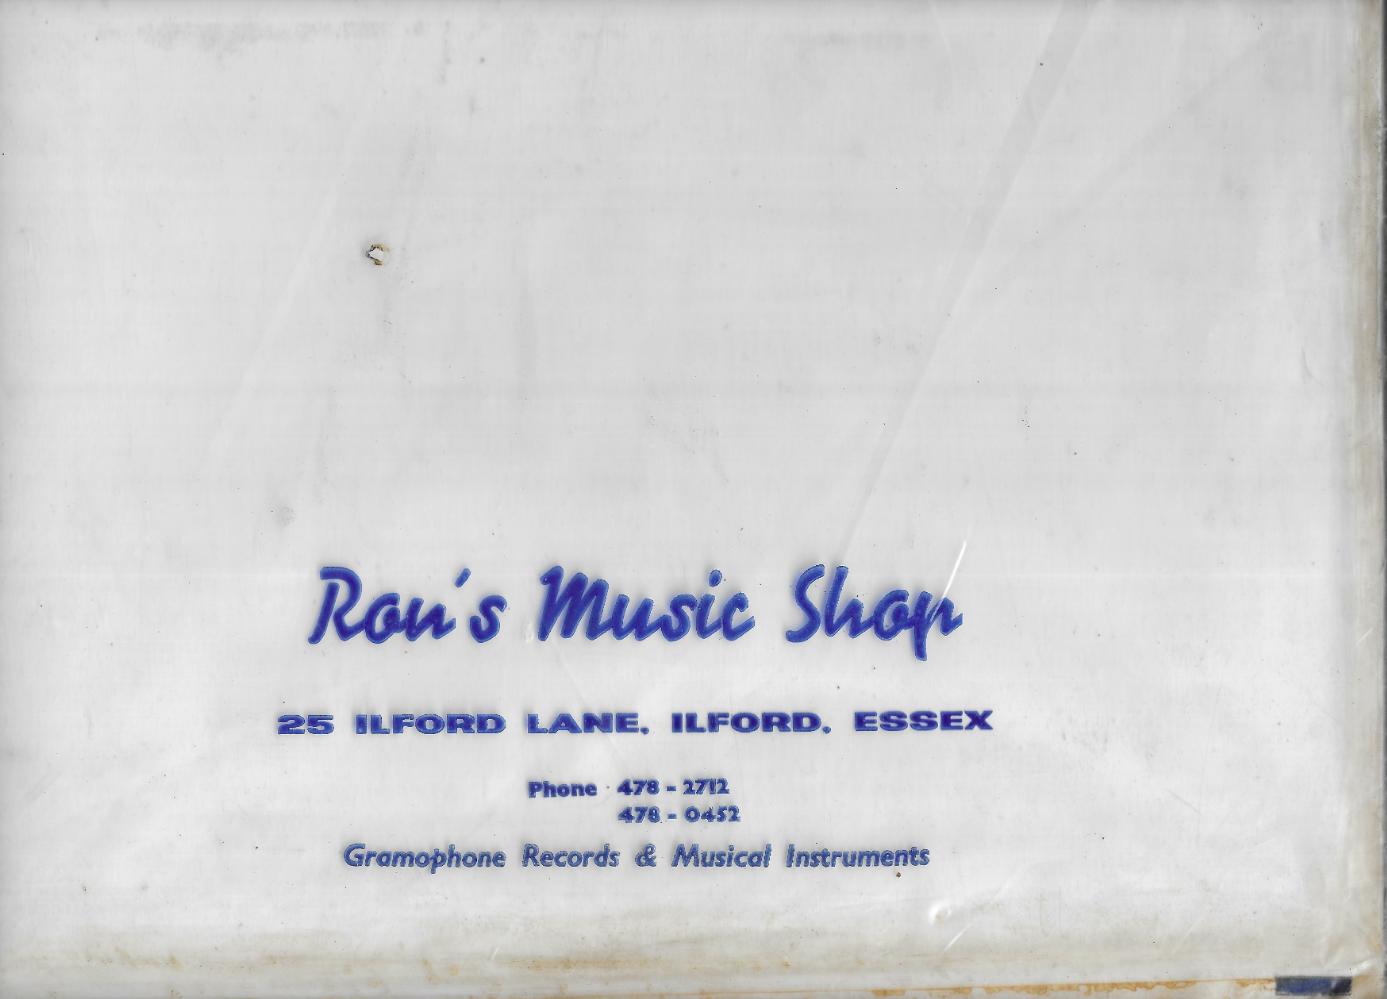 Ron's Music Shop
25 ILFORD LANE, ILFORD, ESSEX
Phone 478 - 2712
478 - 0452
Gramophone Records & Musical Instruments